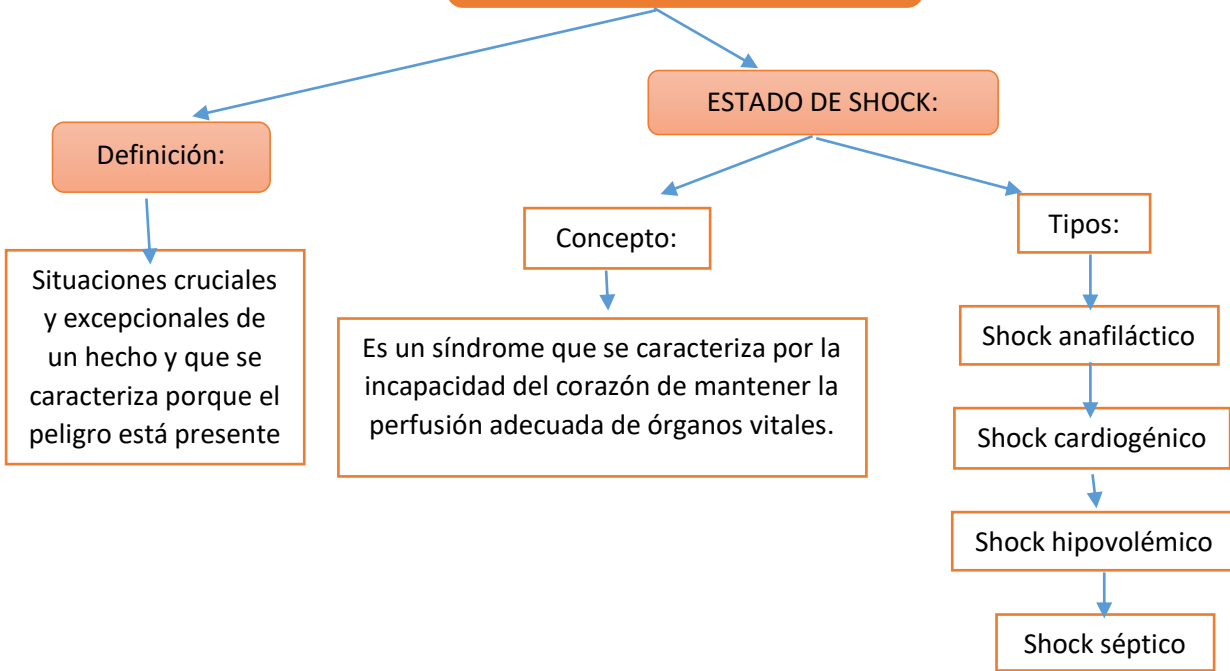 ESTADO DE SHOCK:
Definición:
Situaciones cruciales
y excepcionales de
un hecho y que se
caracteriza porque el
peligro está presente
Concepto:
Es un síndrome que se caracteriza por la
incapacidad del corazón de mantener la
perfusión adecuada de órganos vitales.
Tipos:
Shock anafiláctico
Shock cardiogénico
Shock hipovolémico
Shock séptico